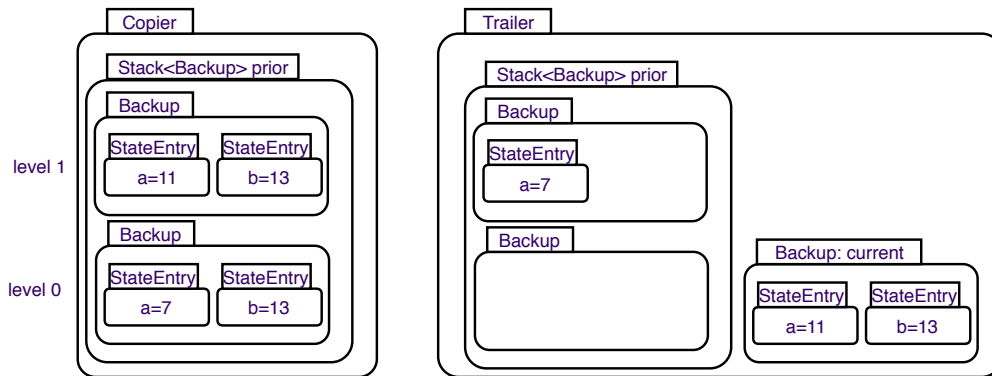 Copier
Stack<Backup> prior
Backup
StateEntry StateEntry
level 1
a=11 b=13
Backup
StateEntry StateEntry
level 0
a=7 b=13
Trailer
Stack<Backup> prior
Backup
StateEntry
a=7
Backup
Backup: current
StateEntry StateEntry
a=11 b=13